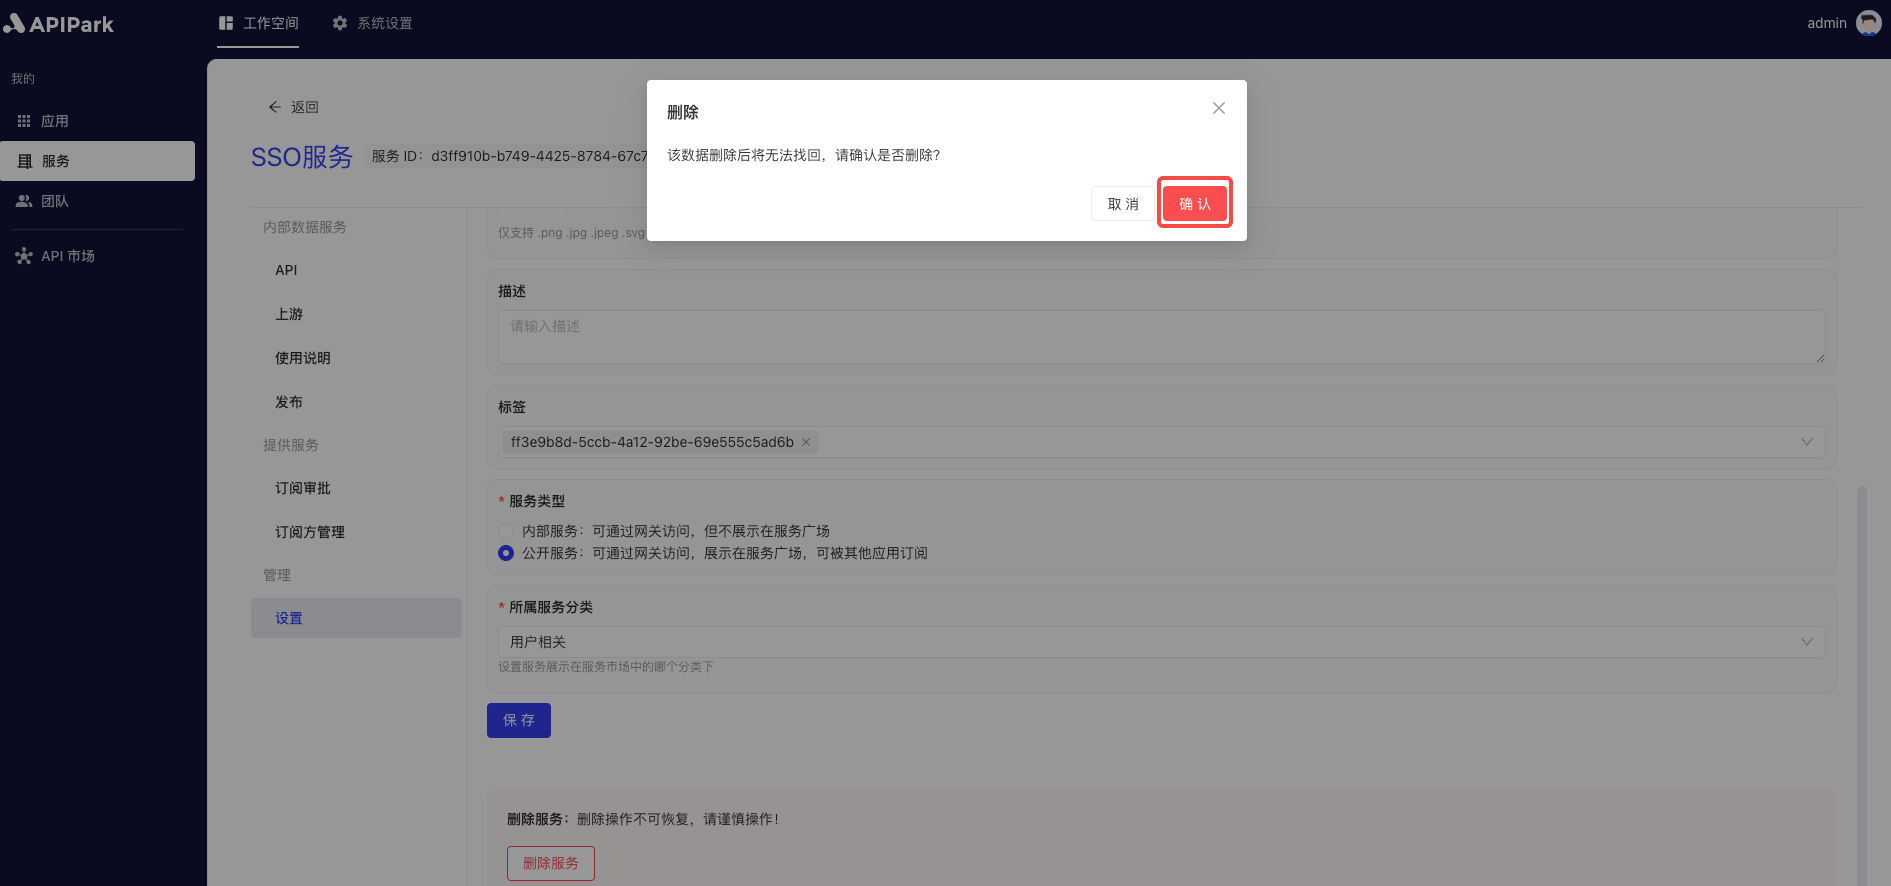 APIPark
工作空间
系统设置
admin
我的
应用
服务
团队
API 市场
返回
SSO服务
服务 ID：d3ff910b-b749-4425-8784-67c7
删除
该数据删除后将无法找回，请确认是否删除?
取 消
确 认
内部数据服务
API
上游
使用说明
发布
提供服务
订阅审批
订阅方管理
管理
设置
仅支持 .png .jpg .jpeg .svg
描述
请输入描述
标签
ff3e9b8d-5ccb-4a12-92be-69e555c5ad6b
* 服务类型
内部服务：可通过网关访问，但不展示在服务广场
公开服务：可通过网关访问，展示在服务广场，可被其他应用订阅
* 所属服务分类
用户相关
设置服务展示在服务市场中的哪个分类下
保 存
删除服务：删除操作不可恢复，请谨慎操作！
删除服务